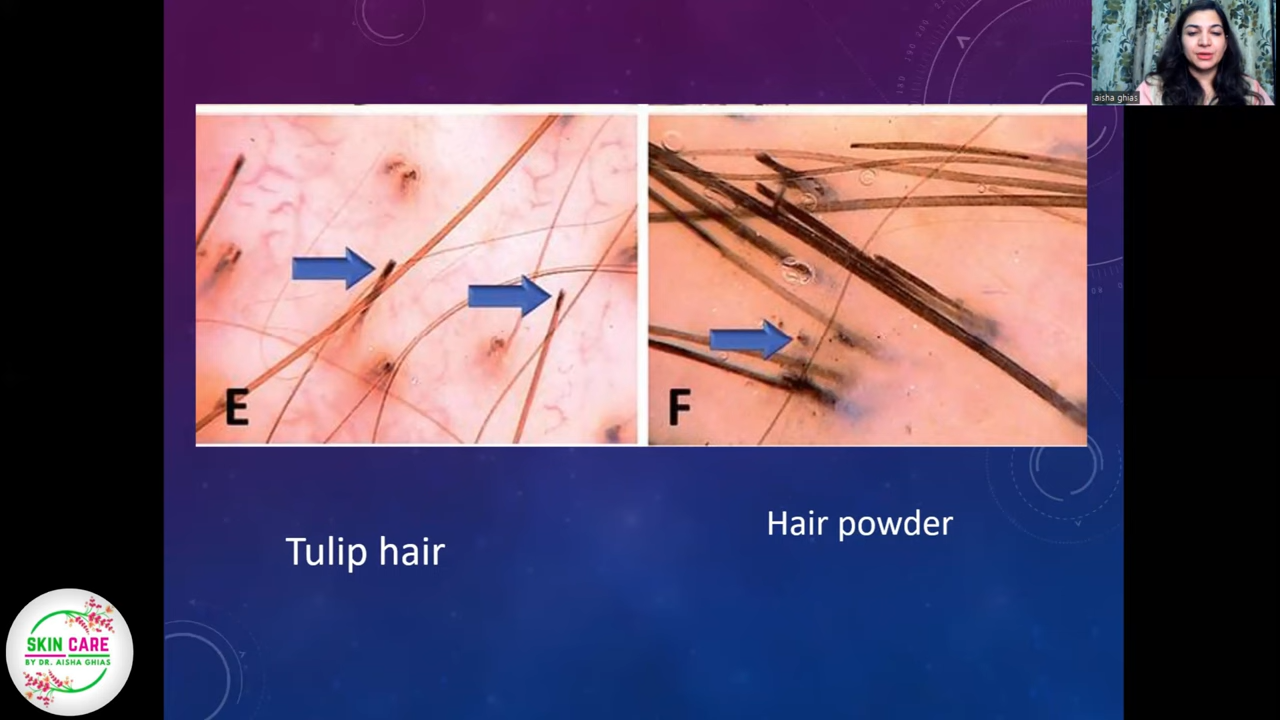 aisha ghias
E
F
Tulip hair
Hair powder
SKIN CARE
BY DR. AISHA GHIAS